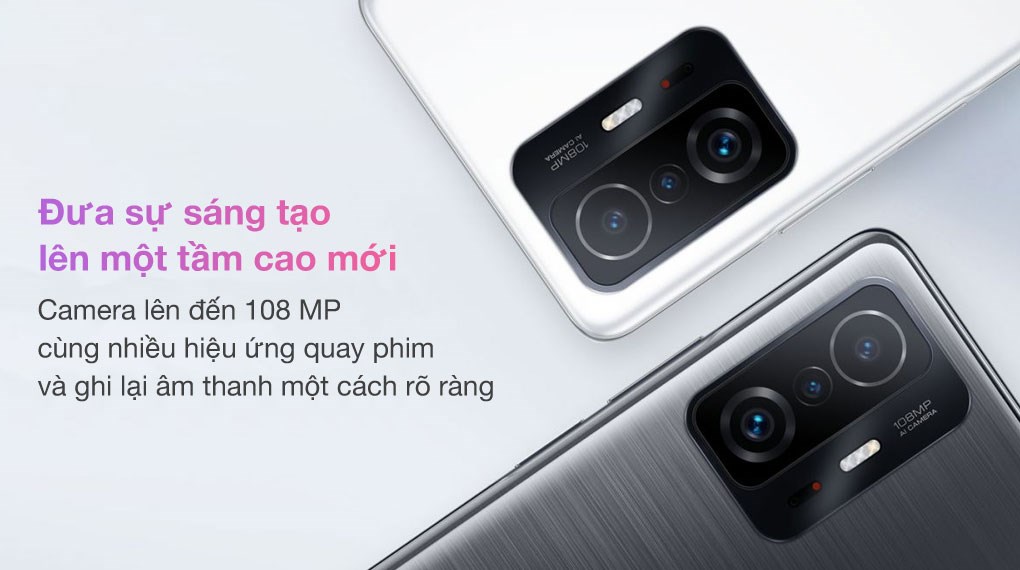 Đưa sự sáng tạo
lên một tầm cao mới
Camera lên đến 108 MP
cùng nhiều hiệu ứng quay phim
và ghi lại âm thanh một cách rõ ràng
108MP
AI CAMERA
108MP
AI CAMERA